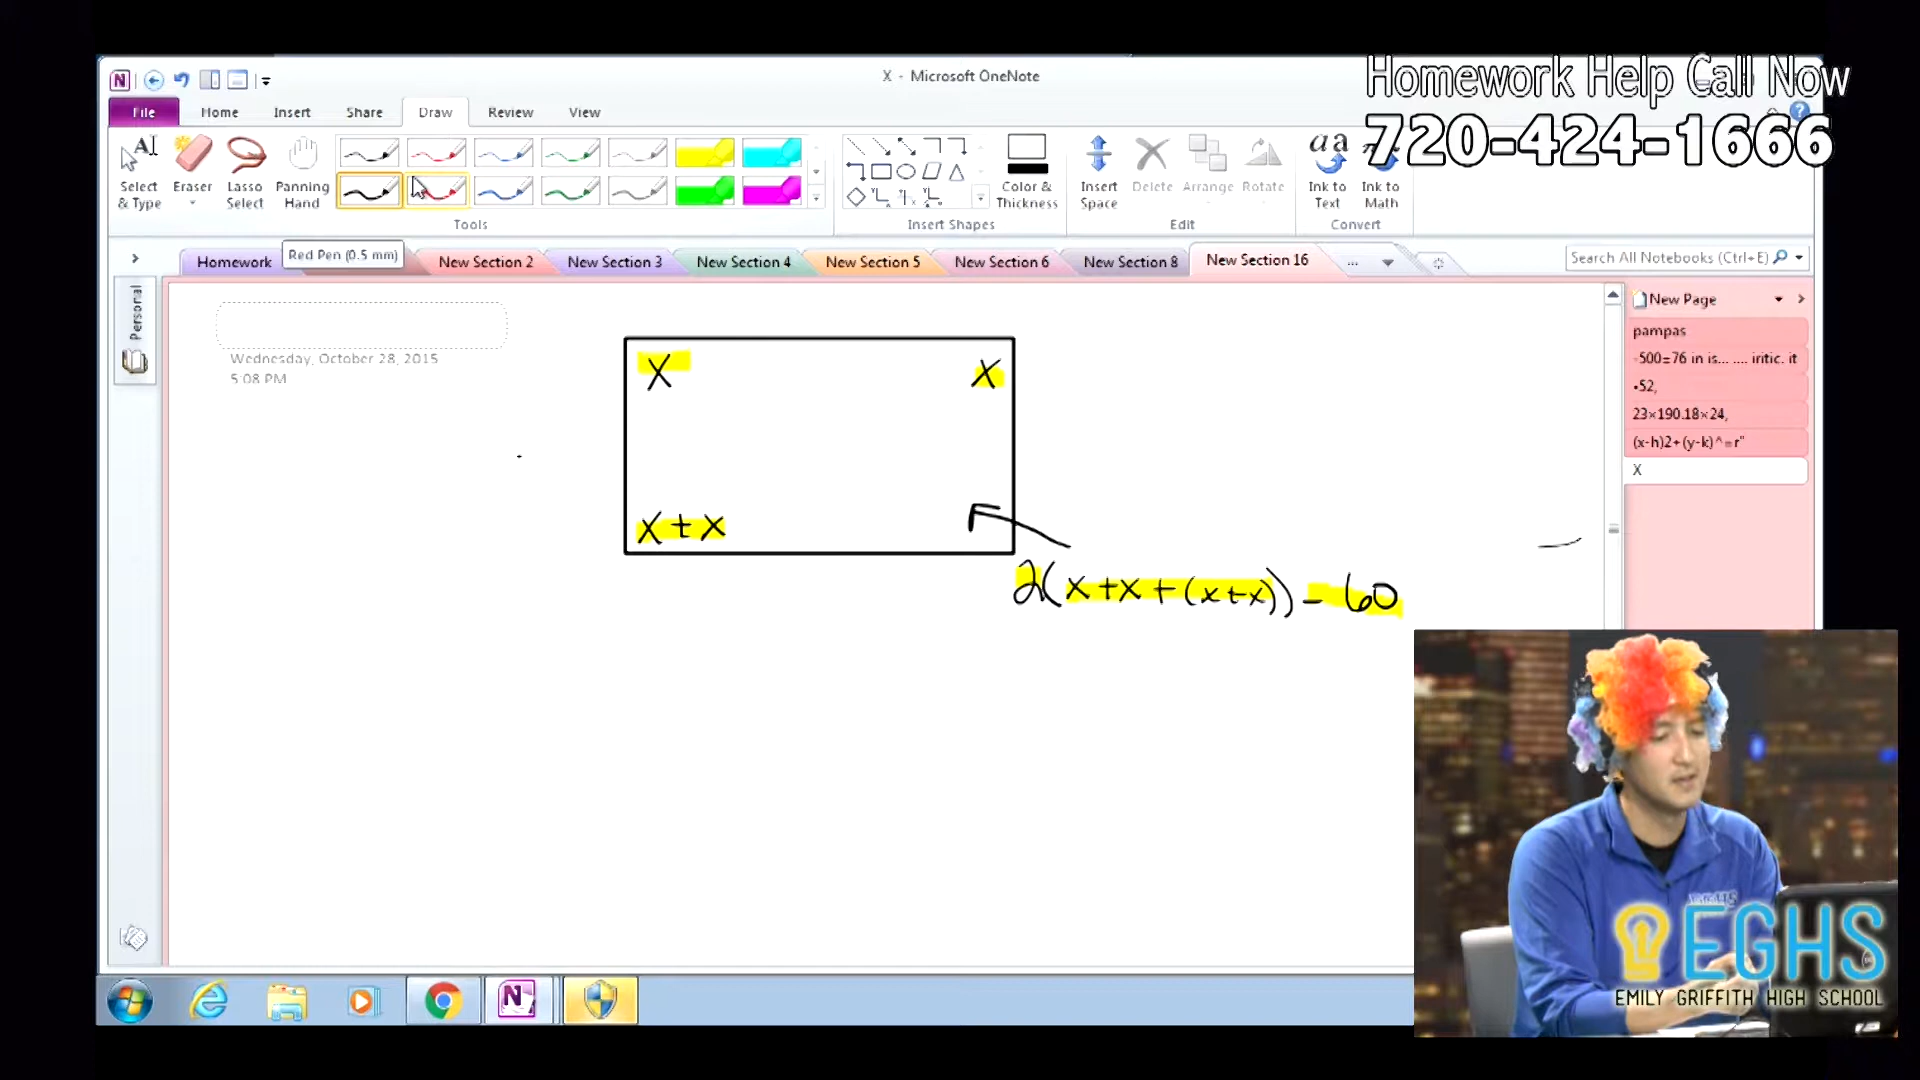 X - Microsoft OneNote
Homework Help Call Now
720-424-1666
File Home Insert Share Draw Review View
Select & Type
Eraser
Lasso Select
Panning Hand
Color & Thickness
Insert Space
Delete
Arrange
Rotate
Ink to Text
Ink to Math
Tools
Insert Shapes
Edit
Convert
Homework
Red Pen (0.5 mm)
New Section 2
New Section 3
New Section 4
New Section 5
New Section 6
New Section 8
New Section 16
...
Search All Notebooks (Ctrl+E)
Personal
New Page
pampas
-500=76 in is... .... iritic. it
•52,
23×190.18×24,
(x-h)2+(y-k)^=r"
X
Wednesday, October 28, 2015
5:08 PM
X X
X + X
2(x+x+(x+x))-60
EGHS
EMILY GRIFFITH HIGH SCHOOL